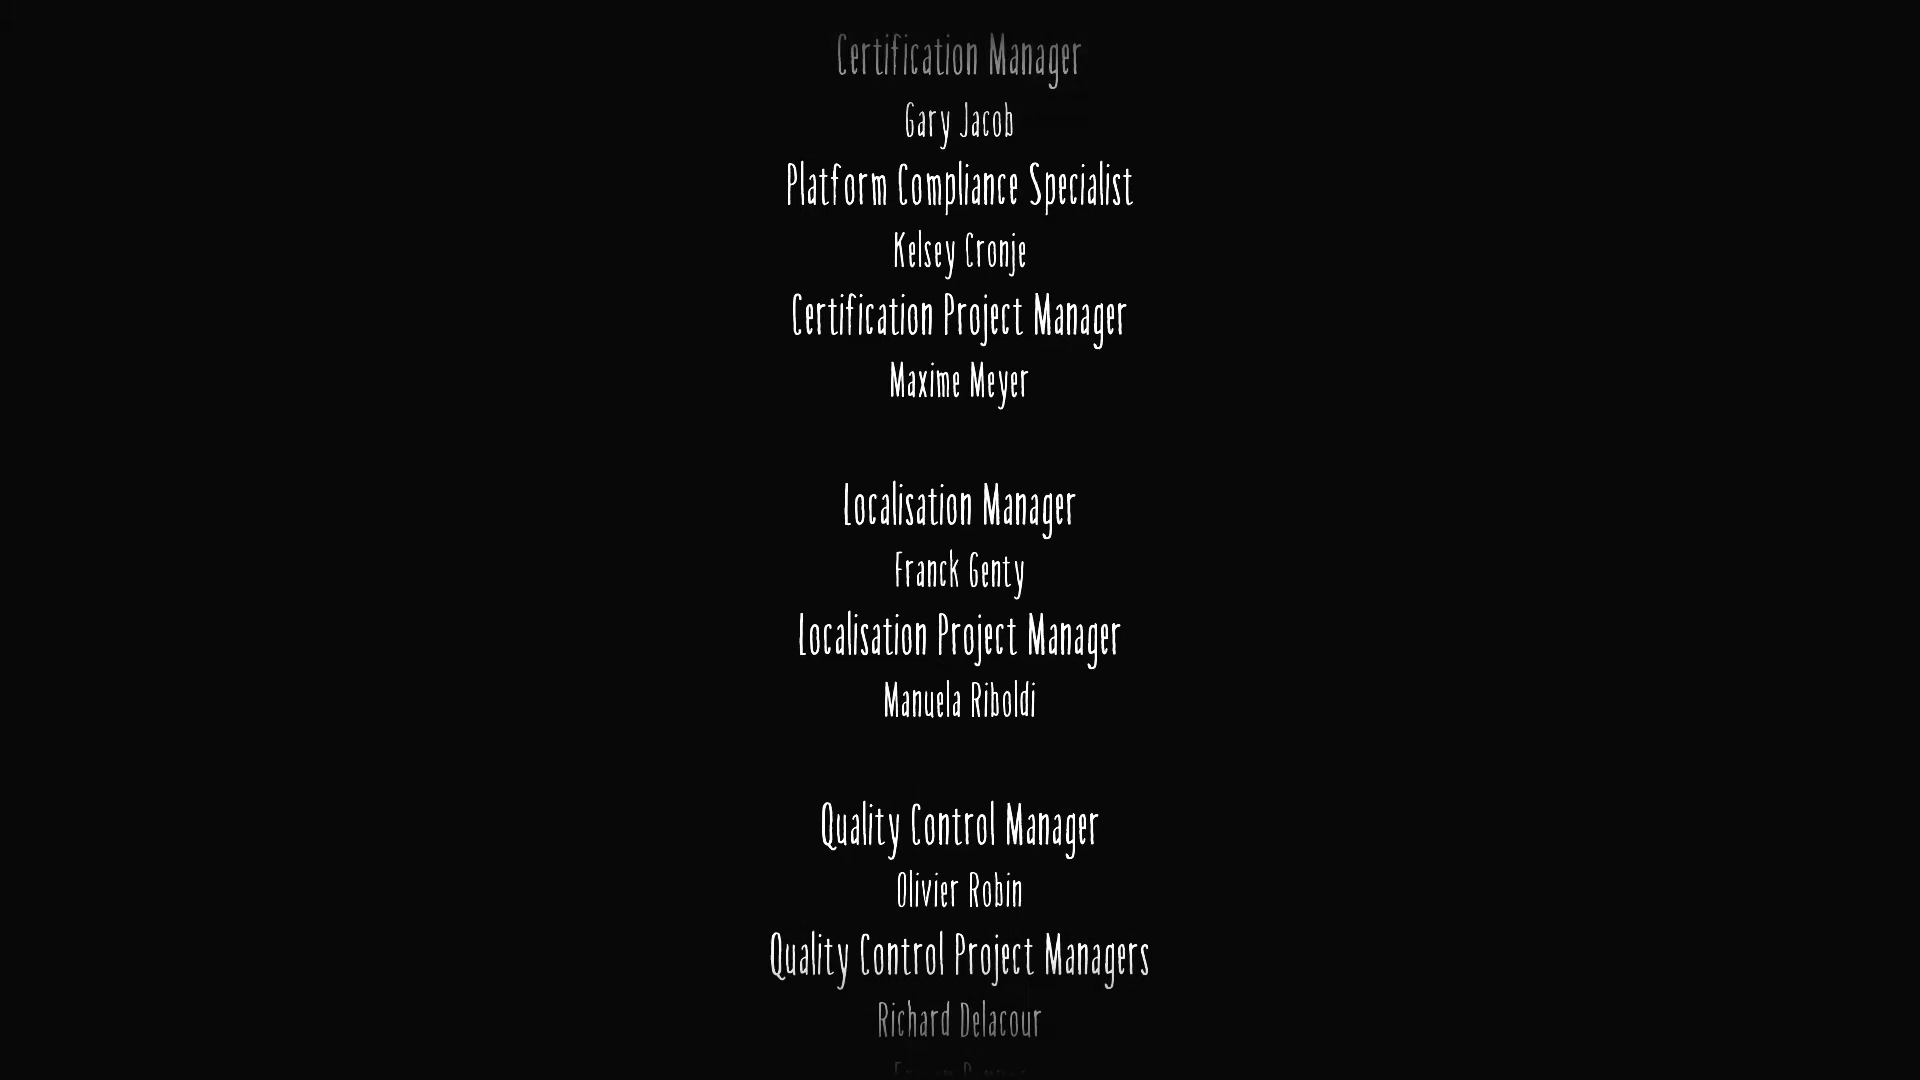 Certification Manager
Gary Jacob
Platform Compliance Specialist
Kelsey Cronje
Certification Project Manager
Maxime Meyer
Localisation Manager
Franck Genty
Localisation Project Manager
Manuela Riboldi
Quality Control Manager
Olivier Robin
Quality Control Project Managers
Richard Delacour